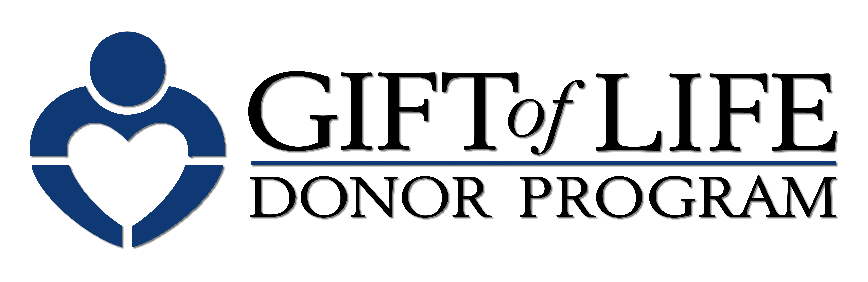 GIFT of LIFE
DONOR PROGRAM